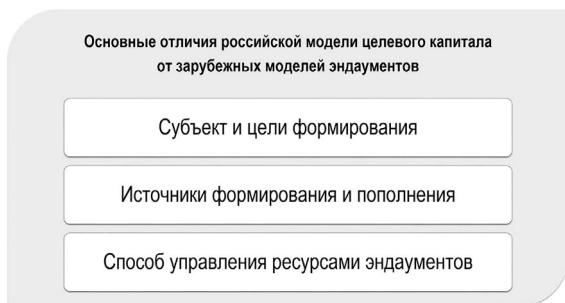 Основные отличия российской модели целевого капитала
от зарубежных моделей эндаументов
Субъект и цели формирования
Источники формирования и пополнения
Способ управления ресурсами эндаументов